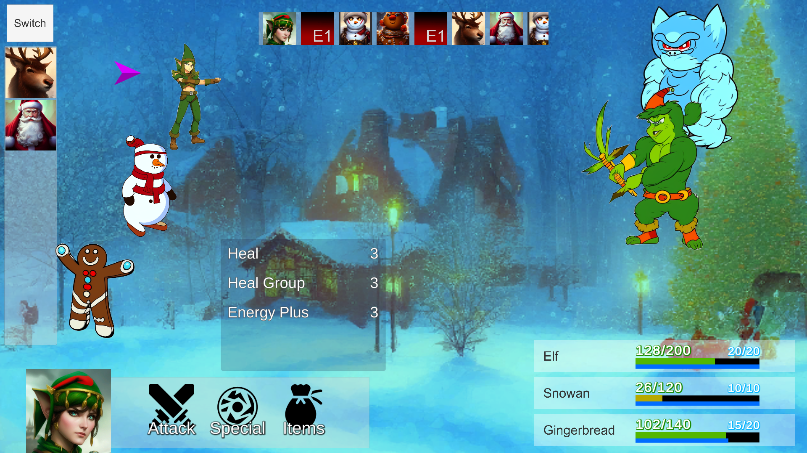 Switch
E1
E1
Heal 3
Heal Group 3
Energy Plus 3
Attack Special Items
Elf 128/200 20/20
Snowan 26/120 10/10
Gingerbread 102/140 15/20